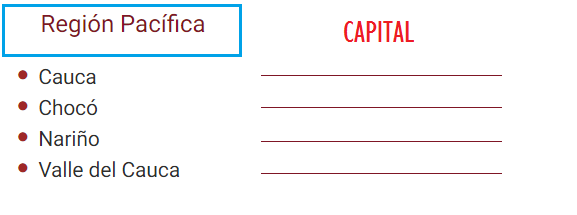 Región Pacífica
CAPITAL
Cauca
Chocó
Nariño
Valle del Cauca